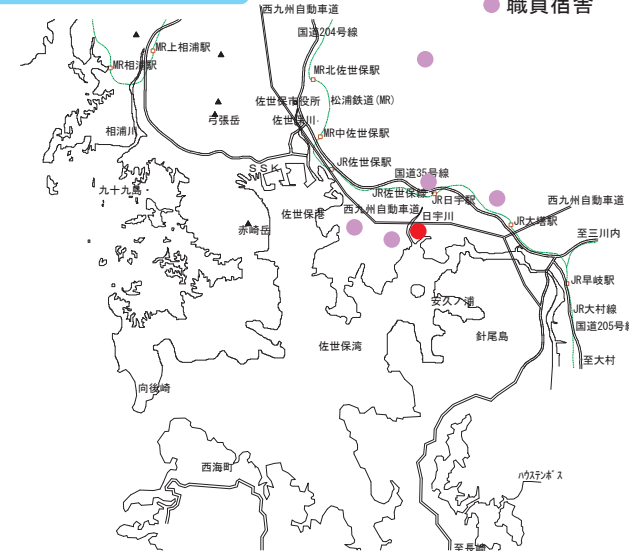 職員宿舎
西九州自動車道
国道204号線
MR上相浦駅
MR相浦駅
MR北佐世保駅
佐世保市役所
松浦鉄道(MR)
弓張岳
佐世保川
相浦川
MR中佐世保駅
JR佐世保駅
SSK
国道35号線
九十九島
JR佐世保線
JR日宇駅
西九州自動車道
佐世保港
西九州自動車道
日宇川
JR大塔駅
赤崎岳
至三川内
JR早岐駅
安久ノ浦
JR大村線
国道205号線
針尾島
佐世保湾
至大村
向後崎
西海町
ﾊｳｽﾃﾝﾎﾞｽ
至長崎